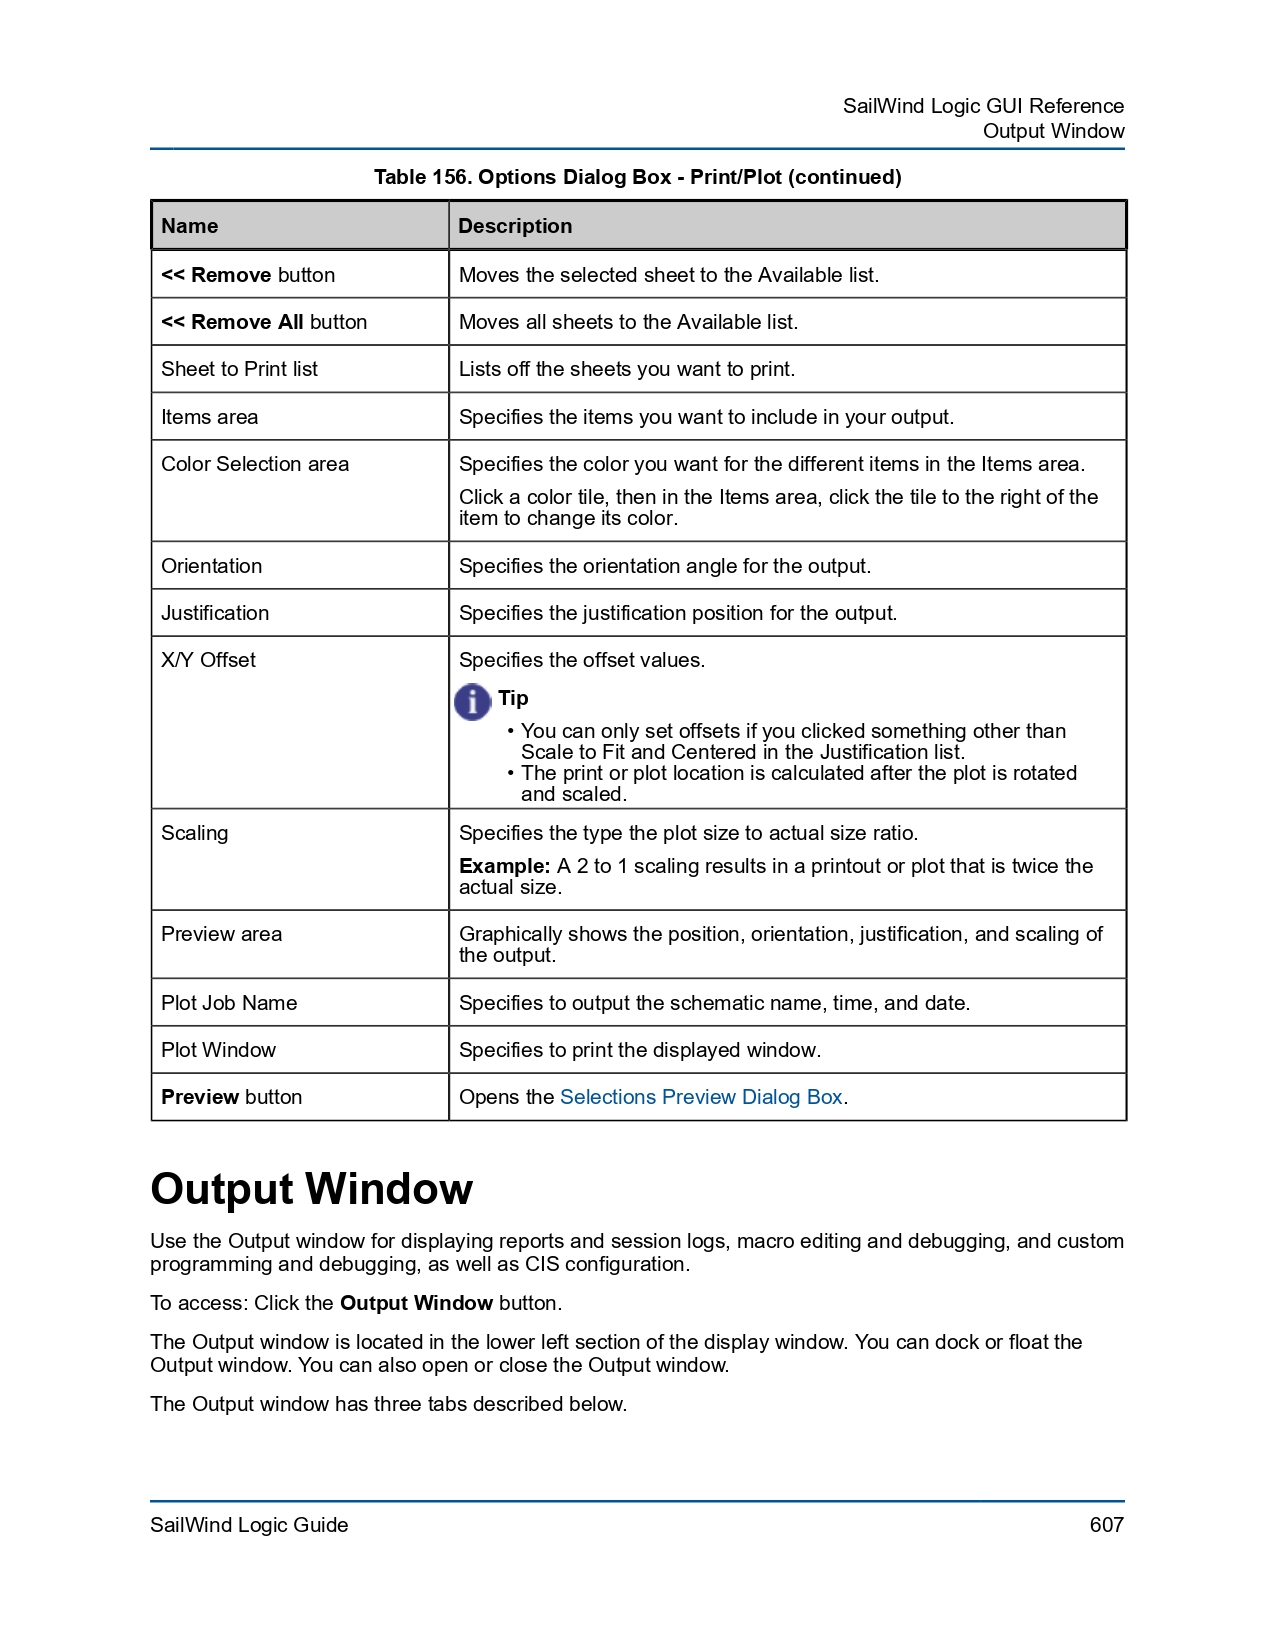 SailWind Logic GUI Reference
Output Window
Table 156. Options Dialog Box - Print/Plot (continued)
Name
Description
<< Remove button
Moves the selected sheet to the Available list.
<< Remove All button
Moves all sheets to the Available list.
Sheet to Print list
Lists off the sheets you want to print.
Items area
Specifies the items you want to include in your output.
Color Selection area
Specifies the color you want for the different items in the Items area.
Click a color tile, then in the Items area, click the tile to the right of the
item to change its color.
Orientation
Specifies the orientation angle for the output.
Justification
Specifies the justification position for the output.
X/Y Offset
Specifies the offset values.
i Tip
• You can only set offsets if you clicked something other than
Scale to Fit and Centered in the Justification list.
• The print or plot location is calculated after the plot is rotated
and scaled.
Scaling
Specifies the type the plot size to actual size ratio.
Example: A 2 to 1 scaling results in a printout or plot that is twice the
actual size.
Preview area
Graphically shows the position, orientation, justification, and scaling of
the output.
Plot Job Name
Specifies to output the schematic name, time, and date.
Plot Window
Specifies to print the displayed window.
Preview button
Opens the Selections Preview Dialog Box.
Output Window
Use the Output window for displaying reports and session logs, macro editing and debugging, and custom
programming and debugging, as well as CIS configuration.
To access: Click the Output Window button.
The Output window is located in the lower left section of the display window. You can dock or float the
Output window. You can also open or close the Output window.
The Output window has three tabs described below.
SailWind Logic Guide
607